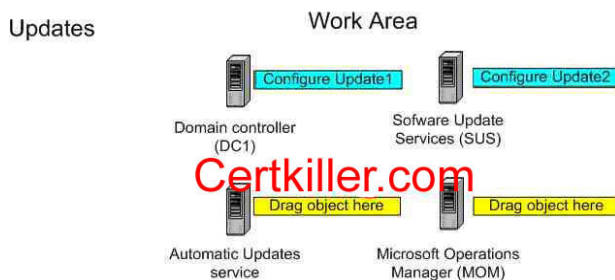 Updates
Work Area
Configure Update1
Configure Update2
Domain controller
(DC1)
Sofware Update
Services (SUS)
Certkiller.com
Drag object here
Drag object here
Automatic Updates
service
Microsoft Operations
Manager (MOM)